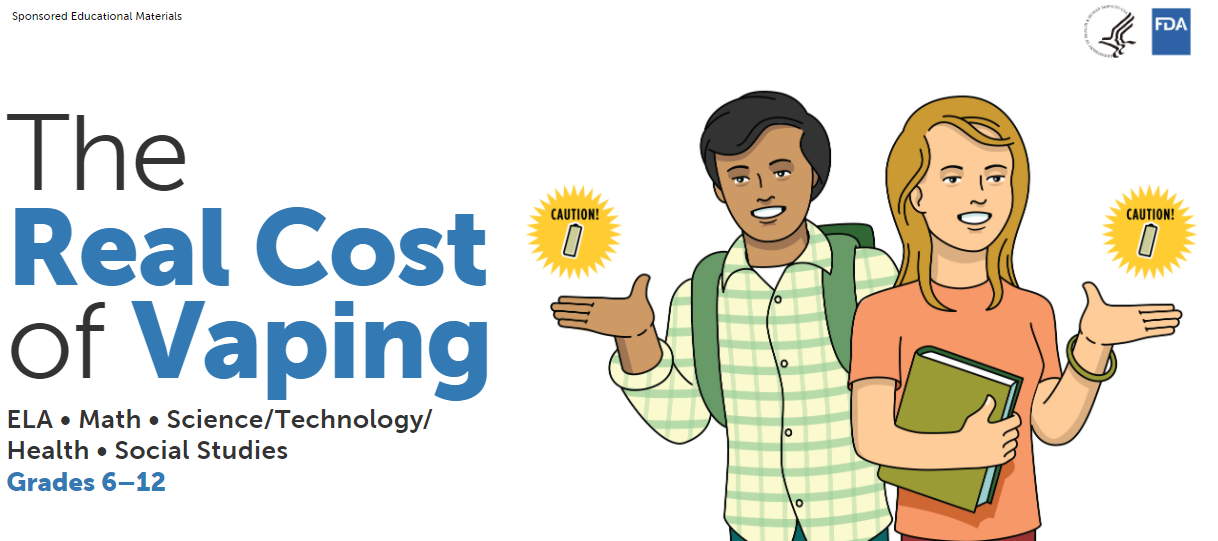 Sponsored Educational Materials
FDA
The
Real Cost
of Vaping
ELA • Math • Science/Technology/
Health • Social Studies
Grades 6–12
CAUTION!
CAUTION!